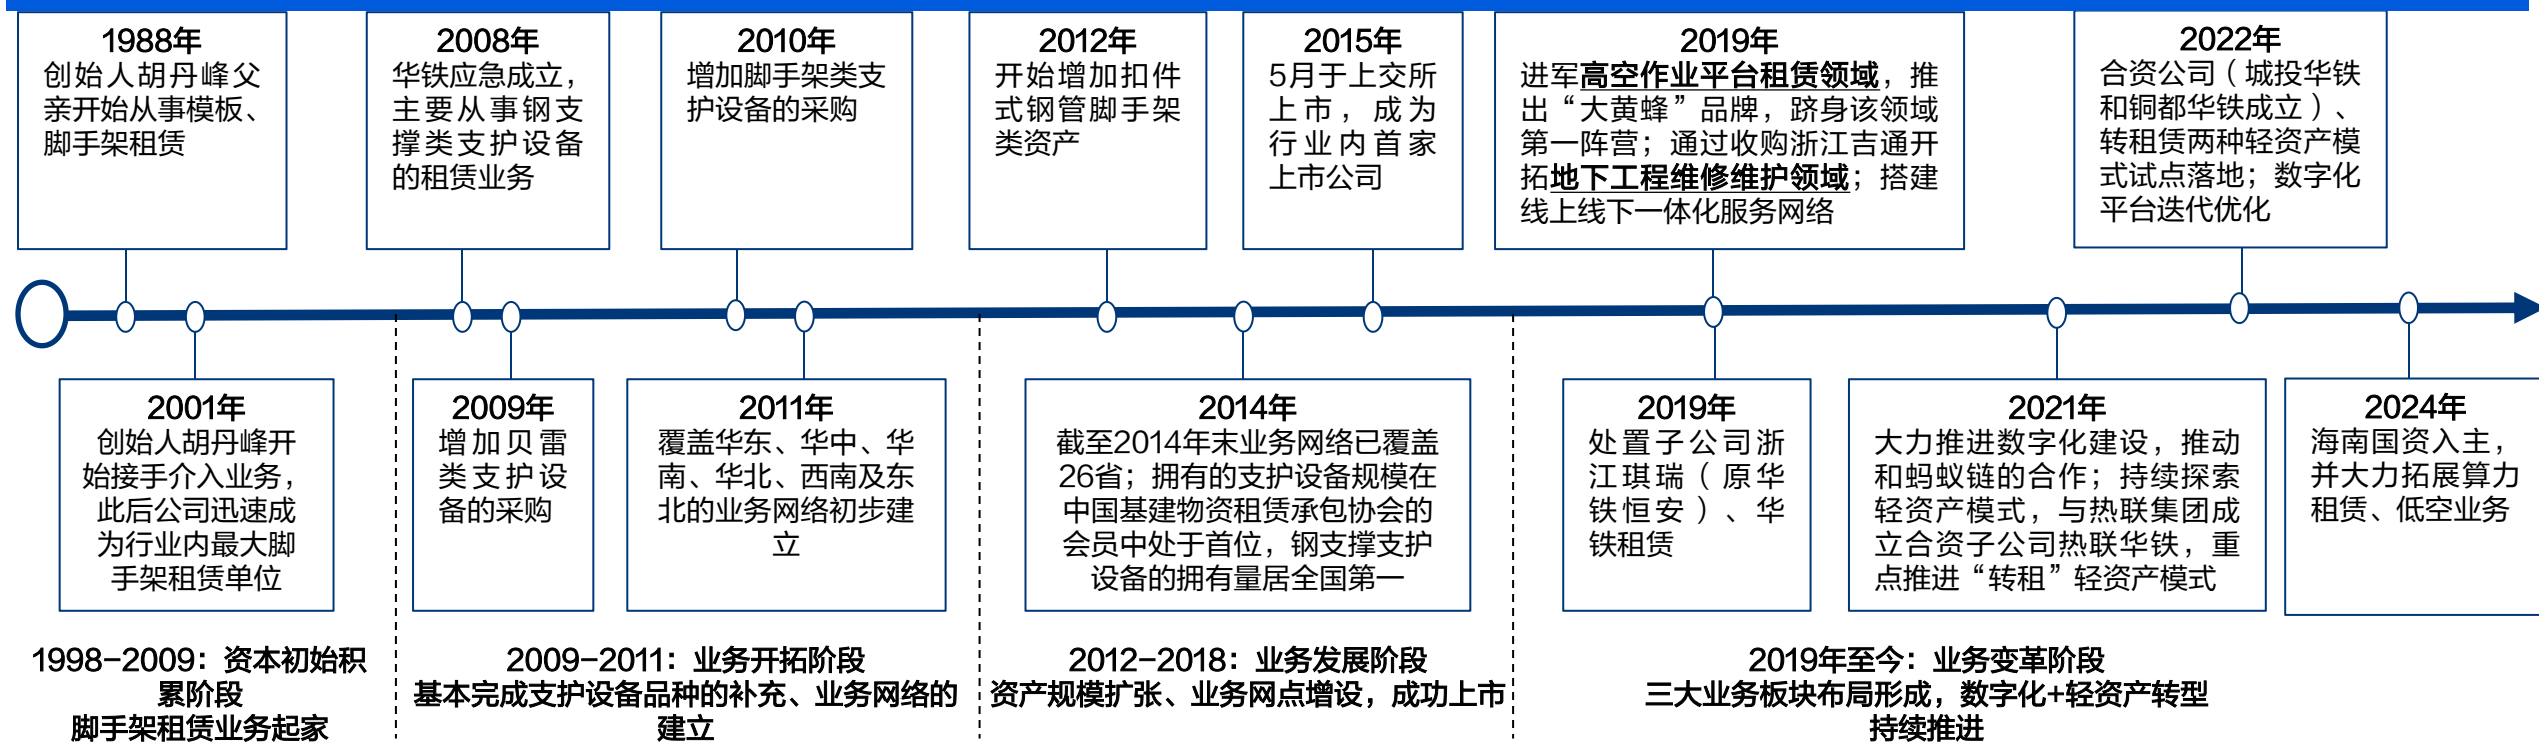 1988年
创始人胡丹峰父
亲开始从事模板、
脚手架租赁
2008年
华铁应急成立，
主要从事钢支
撑类支护设备
的租赁业务
2010年
增加脚手架类支
护设备的采购
2012年
开始增加扣件
式钢管脚手架
类资产
2015年
5月于上交所
上市，成为
行业内首家
上市公司
2019年
进军高空作业平台租赁领域，推
出“大黄蜂”品牌，跻身该领域
第一阵营；通过收购浙江吉通开
拓地下工程维修维护领域；搭建
线上线下一体化服务网络
2022年
合资公司（城投华铁
和铜都华铁成立）、
转租赁两种轻资产模
式试点落地；数字化
平台迭代优化
2001年
创始人胡丹峰开
始接手介入业务，
此后公司迅速成
为行业内最大脚
手架租赁单位
2009年
增加贝雷
类支护设
备的采购
2011年
覆盖华东、华中、华
南、华北、西南及东
北的业务网络初步建
立
2014年
截至2014年末业务网络已覆盖
26省；拥有的支护设备规模在
中国基建物资租赁承包协会的
会员中处于首位，钢支撑支护
设备的拥有量居全国第一
2019年
处置子公司浙
江琪瑞（原华
铁恒安）、华
铁租赁
2021年
大力推进数字化建设，推动
和蚂蚁链的合作；持续探索
轻资产模式，与热联集团成
立合资子公司热联华铁，重
点推进“转租”轻资产模式
2024年
海南国资入主，
并大力拓展算力
租赁、低空业务
1998-2009：资本初始积
累阶段
脚手架租赁业务起家
2009-2011：业务开拓阶段
基本完成支护设备品种的补充、业务网络的
建立
2012-2018：业务发展阶段
资产规模扩张、业务网点增设，成功上市
2019年至今：业务变革阶段
三大业务板块布局形成，数字化+轻资产转型
持续推进